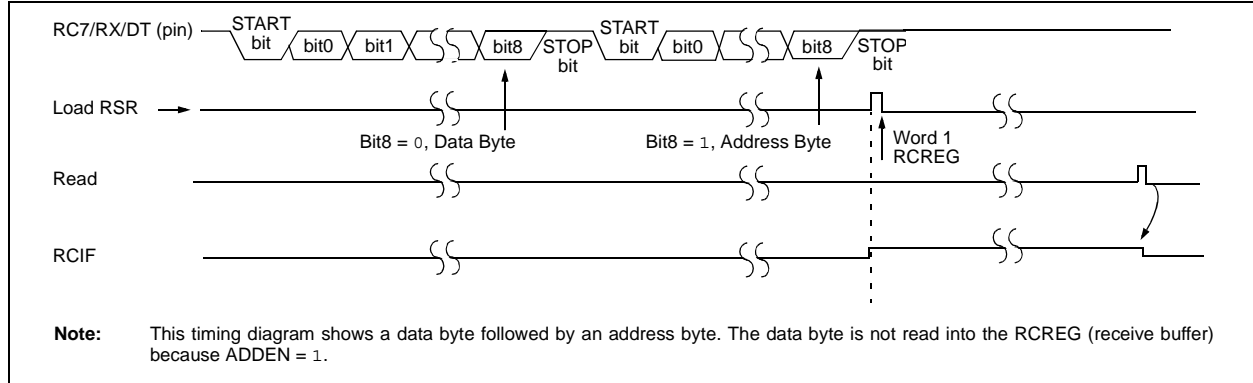 RC7/RX/DT (pin)
START
bit
bit0
bit1
bit8
STOP
bit
START
bit
bit0
bit8
STOP
bit
Load RSR
Bit8 = 0, Data Byte
Bit8 = 1, Address Byte
Word 1
RCREG
Read
RCIF
Note: This timing diagram shows a data byte followed by an address byte. The data byte is not read into the RCREG (receive buffer)
because ADDEN = 1.